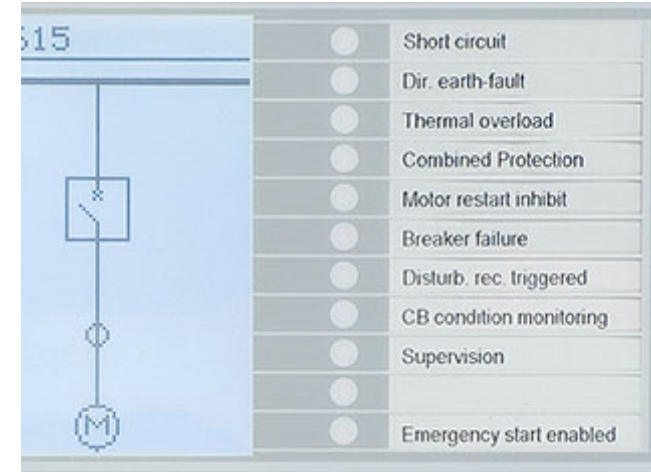 515
Short circuit
Dir. earth-fault
Thermal overload
Combined Protection
Motor restart inhibit
Breaker failure
Disturb. rec. triggered
CB condition monitoring
Supervision
Emergency start enabled
M